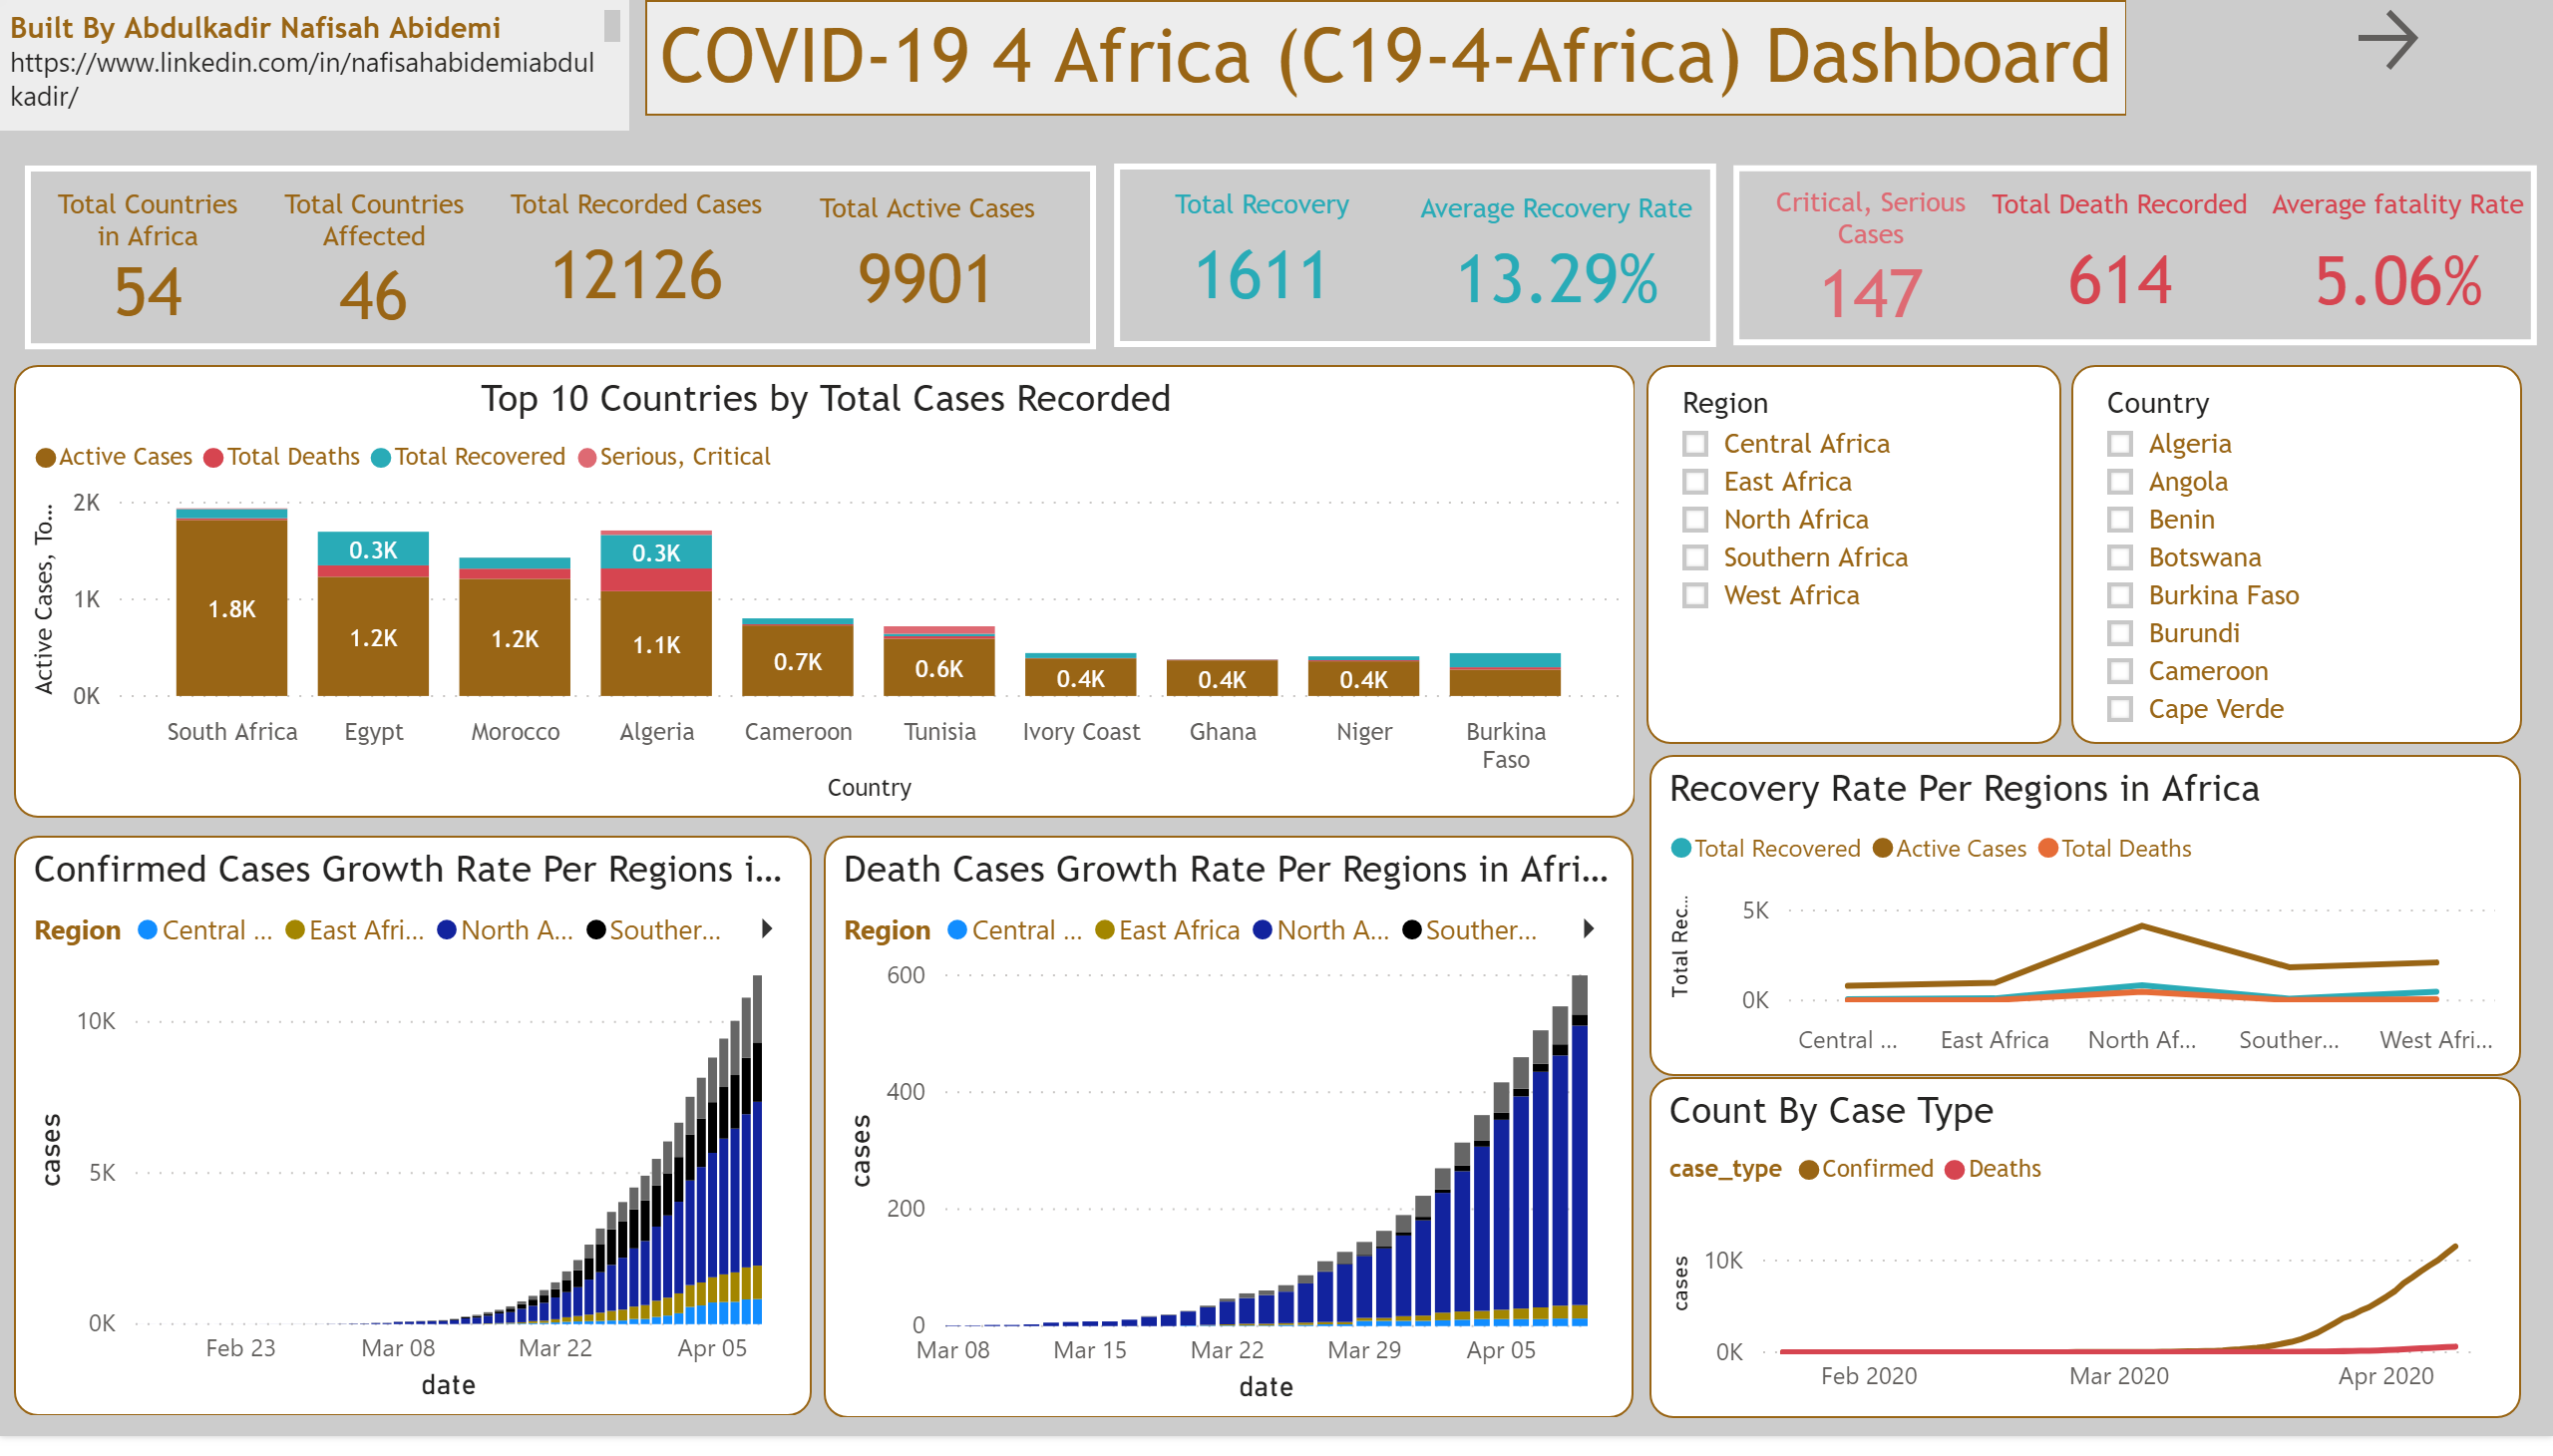 Built By Abdulkadir Nafisah Abidemi
https://www.linkedin.com/in/nafisahabidemiabdul
kadir/
COVID-19 4 Africa (C19-4-Africa) Dashboard
Total Countries
in Africa
54
Total Countries
Affected
46
Total Recorded Cases
12126
Total Active Cases
9901
Total Recovery
1611
Average Recovery Rate
13.29%
Critical, Serious
Cases
147
Total Death Recorded
614
Average fatality Rate
5.06%
Top 10 Countries by Total Cases Recorded
Active Cases Total Deaths Total Recovered Serious, Critical
Active Cases, To...
2K
1K
0K
1.8K
1.2K
0.3K
1.2K
1.1K
0.3K
0.7K
0.6K
0.4K
0.4K
0.4K
South Africa Egypt Morocco Algeria Cameroon Tunisia Ivory Coast Ghana Niger Burkina
Faso
Country
Region
Central Africa
East Africa
North Africa
Southern Africa
West Africa
Country
Algeria
Angola
Benin
Botswana
Burkina Faso
Burundi
Cameroon
Cape Verde
Confirmed Cases Growth Rate Per Regions i...
Region Central ... East Afri... North A... Souther...
cases
10K
5K
0K
Feb 23 Mar 08 Mar 22 Apr 05
date
Death Cases Growth Rate Per Regions in Afri...
Region Central ... East Africa North A... Souther...
cases
600
400
200
0
Mar 08 Mar 15 Mar 22 Mar 29 Apr 05
date
Recovery Rate Per Regions in Africa
Total Recovered Active Cases Total Deaths
Total Rec...
5K
0K
Central ... East Africa North Af... Souther... West Afri...
Count By Case Type
case_type Confirmed Deaths
cases
10K
0K
Feb 2020 Mar 2020 Apr 2020